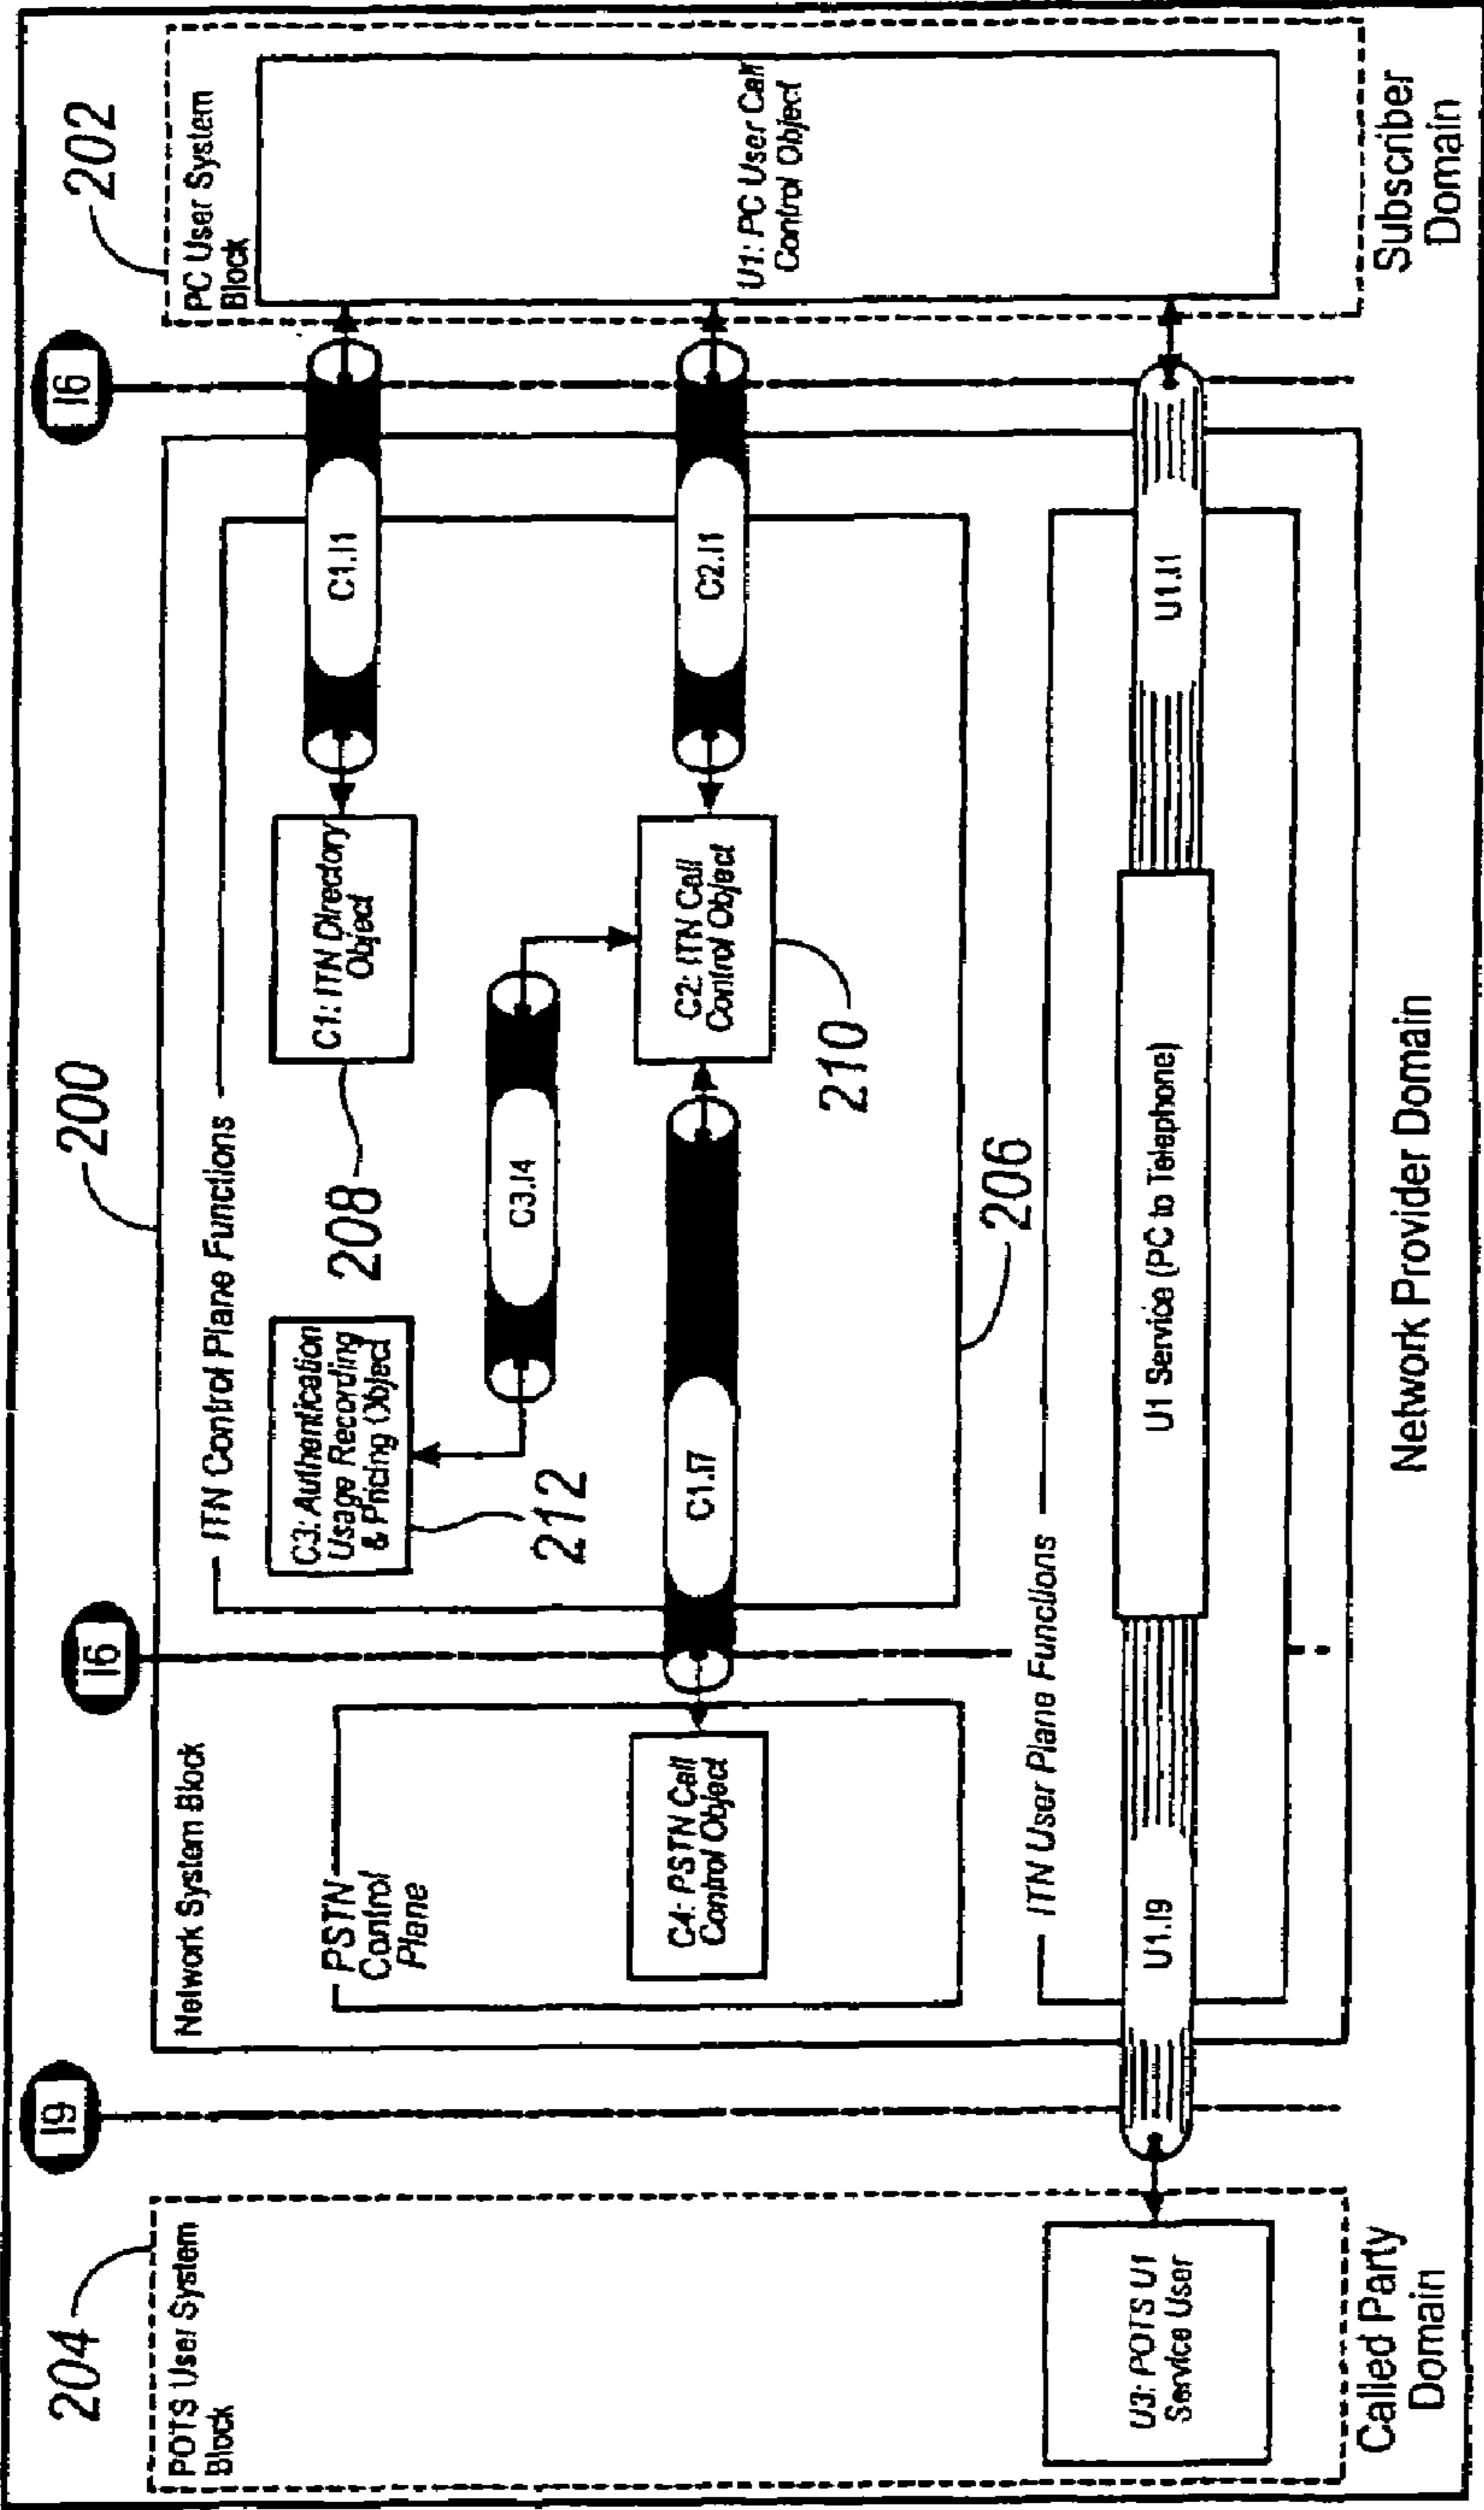 204
POTS User System
Block
U3: POTS U1
Service User
Called Party
Domain
I9
200
Network System Block
PSTN
Control
Plane
C4: PSTN Call
Control Object
I6
ITN Control Plane Functions
C3: Authentication
Usage Recording
& Pricing Object
212
208
C1: ITN Directory
Object
C3.I4
C1.I7
C2: ITN Call
Control Object
210
C1.I1
C2.I1
206
ITN User Plane Functions
U1.I9
U1 Service (PC to Telephone)
U1.I1
Network Provider Domain
I6
202
PC User System
Block
U1: PC User Call
Control Object
Subscriber
Domain